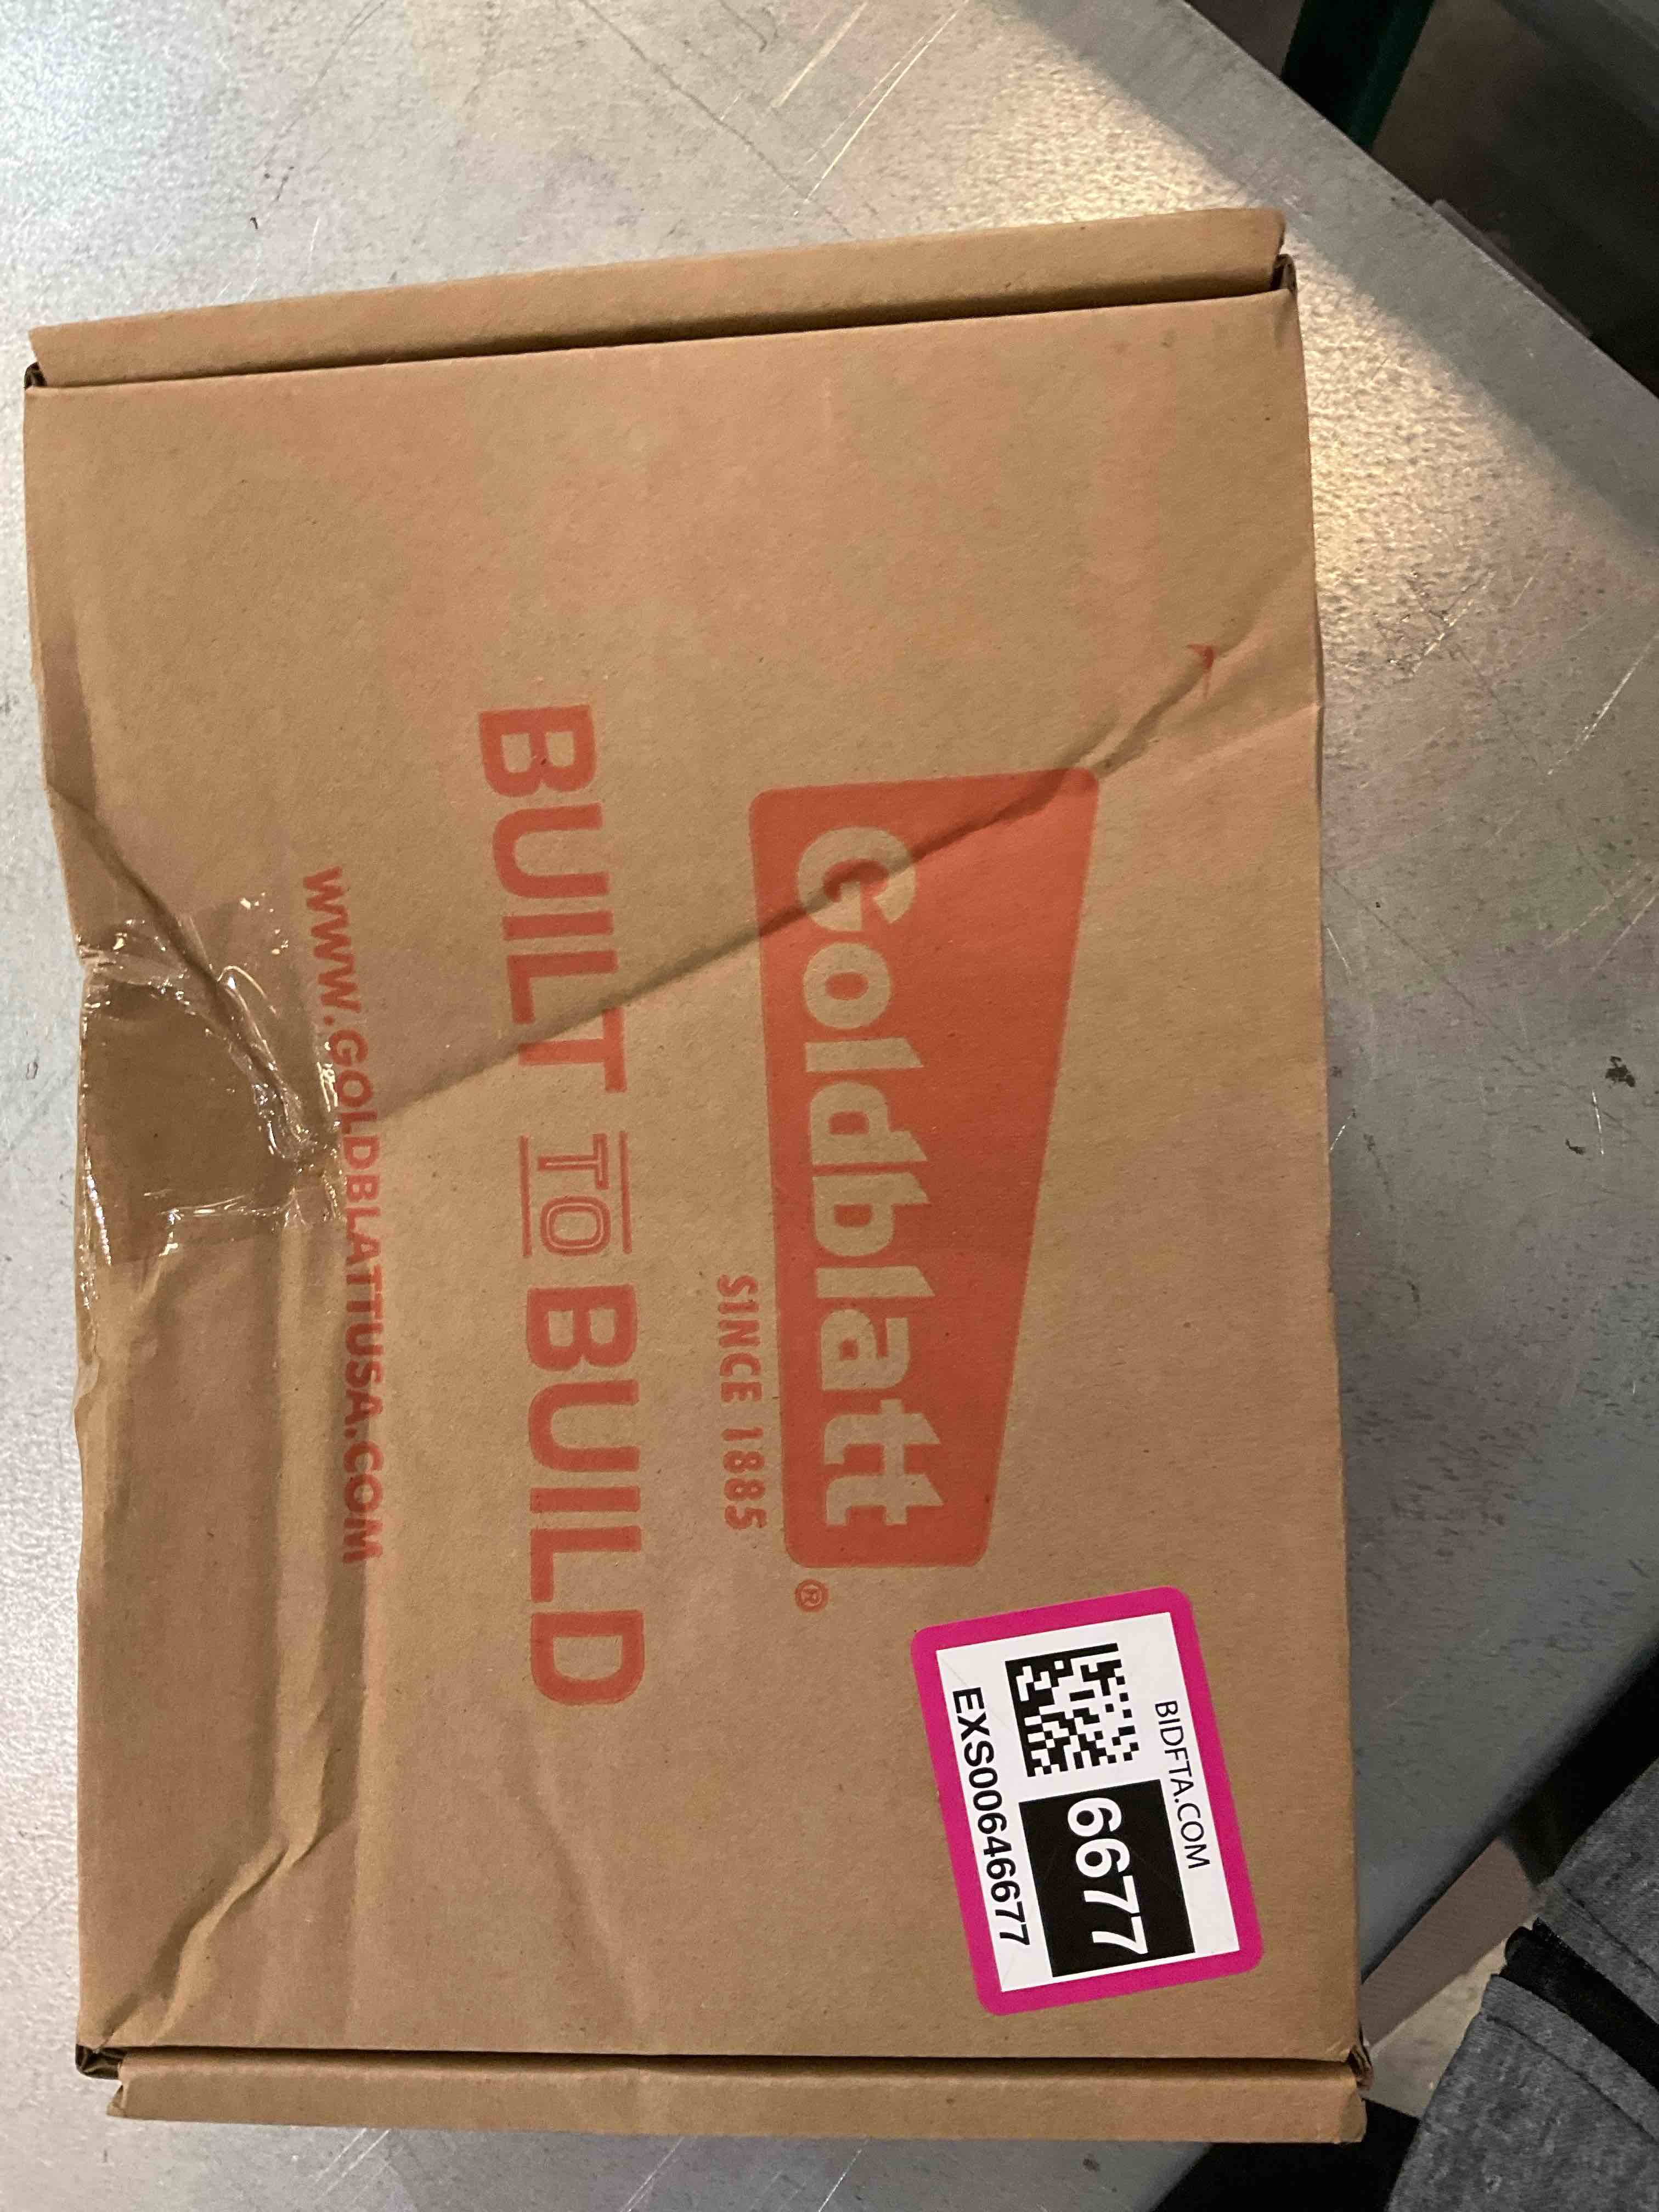 Goldblatt®
SINCE 1885
BUILT TO BUILD
WWW.GOLDBLATTUSA.COM
BIDFTA.COM
6677
EXS00646677